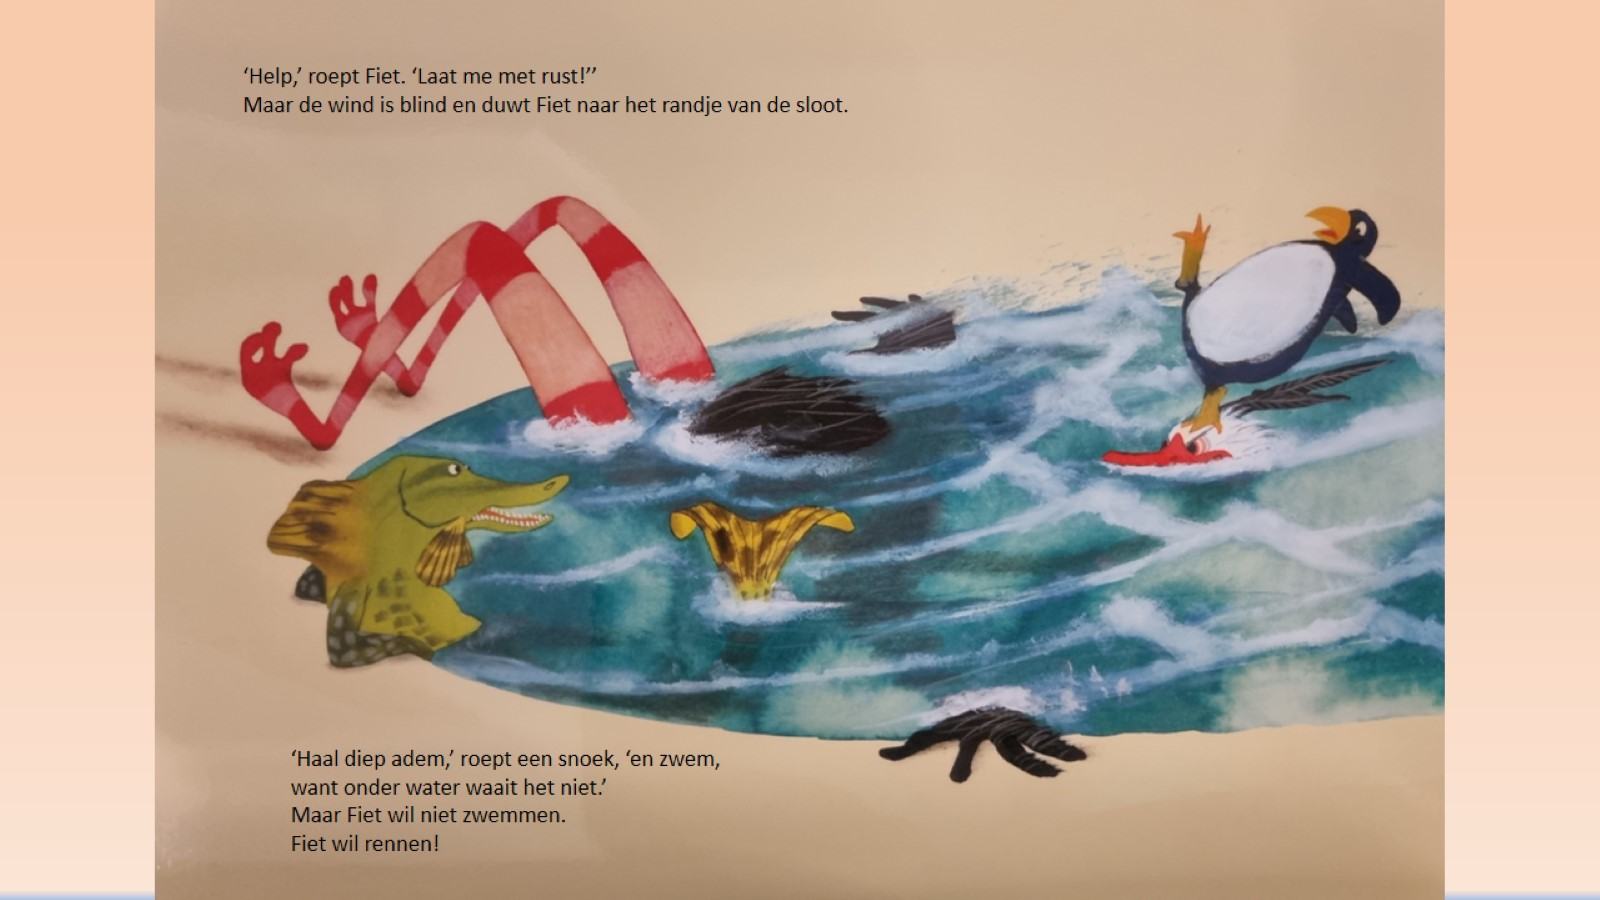 ‘Help,’ roept Fiet. ‘Laat me met rust!’’
Maar de wind is blind en duwt Fiet naar het randje van de sloot.
‘Haal diep adem,’ roept een snoek, ‘en zwem,
want onder water waait het niet.’
Maar Fiet wil niet zwemmen.
Fiet wil rennen!